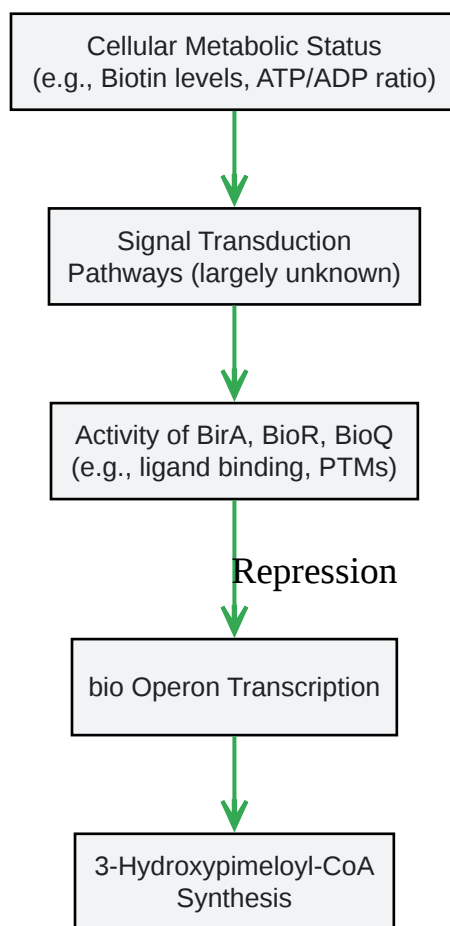 Cellular Metabolic Status
(e.g., Biotin levels, ATP/ADP ratio)
Signal Transduction
Pathways (largely unknown)
Activity of BirA, BioR, BioQ
(e.g., ligand binding, PTMs)
Repression
bio Operon Transcription
3-Hydroxypimeloyl-CoA
Synthesis